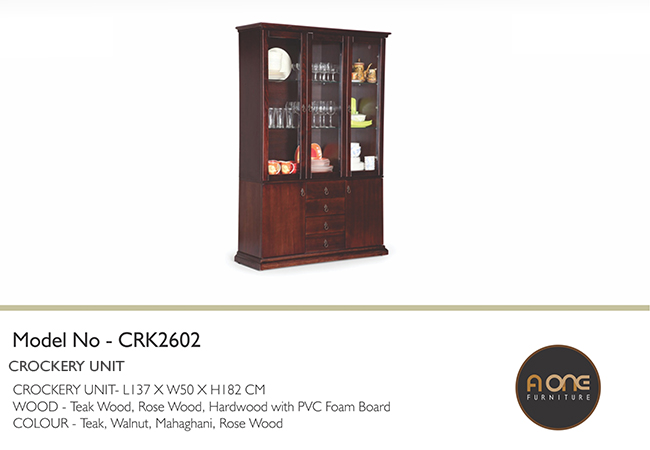 Model No - CRK2602
CROCKERY UNIT
CROCKERY UNIT- L137 X W50 X H182 CM
WOOD - Teak Wood, Rose Wood, Hardwood with PVC Foam Board
COLOUR - Teak, Walnut, Mahaghani, Rose Wood
A ONE
FURNITURE